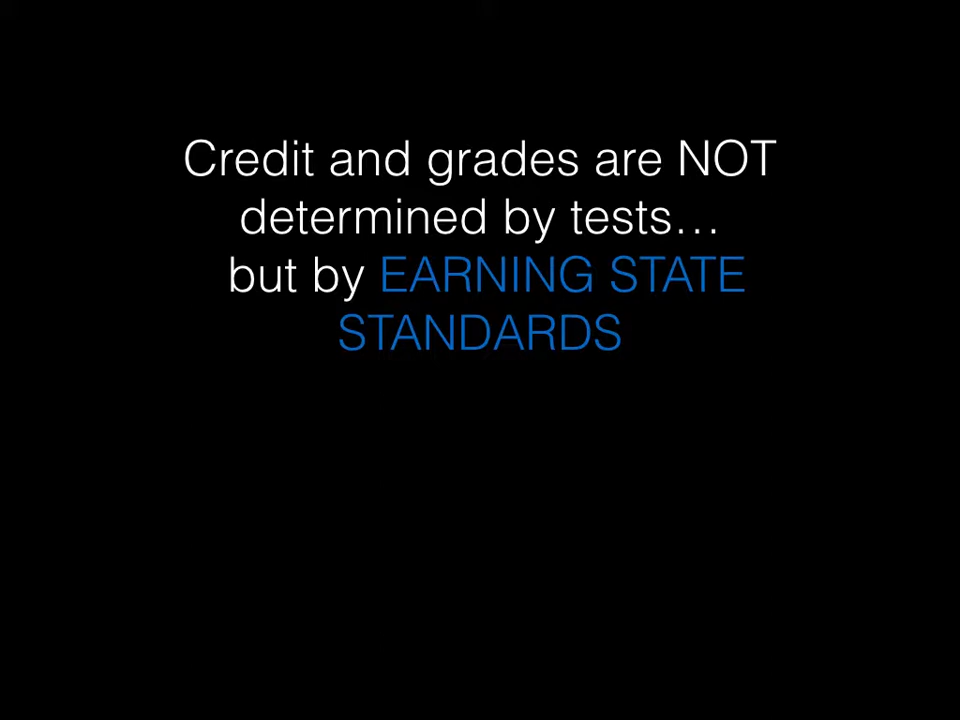 Credit and grades are NOT
determined by tests…
but by EARNING STATE
STANDARDS